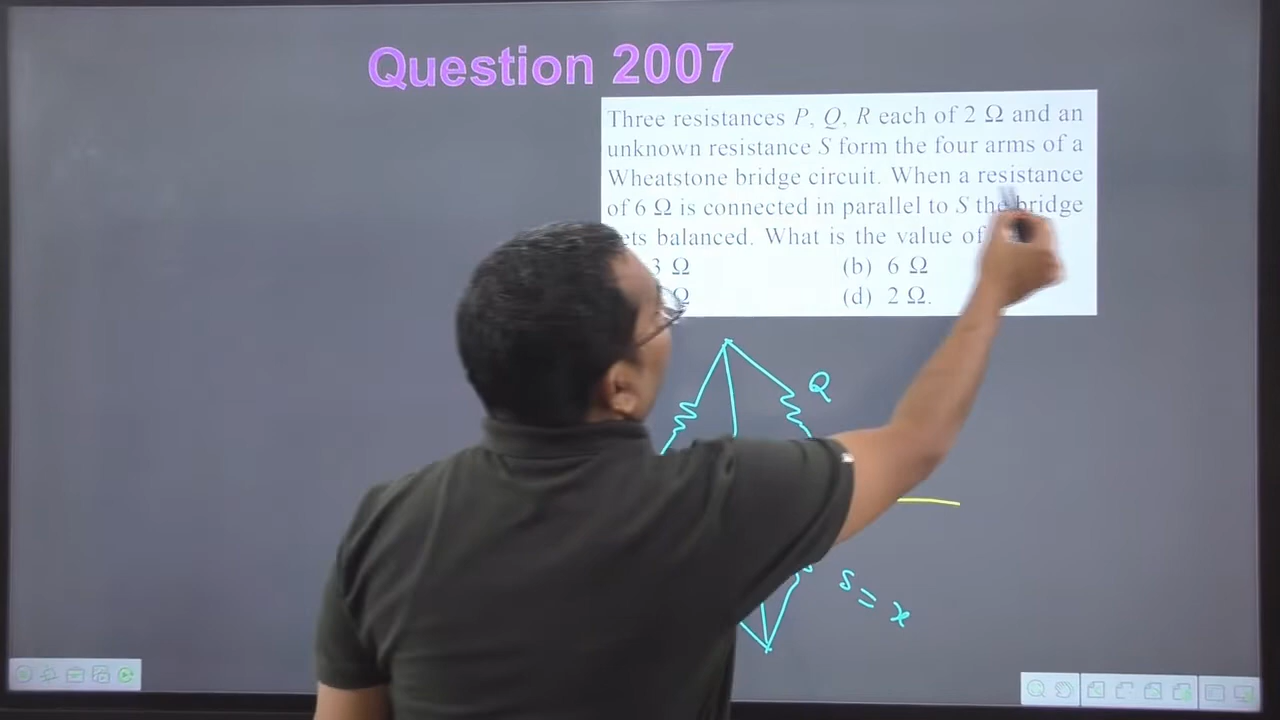 Question 2007
Three resistances P, Q, R each of 2 Ω and an
unknown resistance S form the four arms of a
Wheatstone bridge circuit. When a resistance
of 6 Ω is connected in parallel to S the bridge
balanced. What is the value of
3 Ω (b) 6 Ω
Ω (d) 2 Ω.
Q
S = x